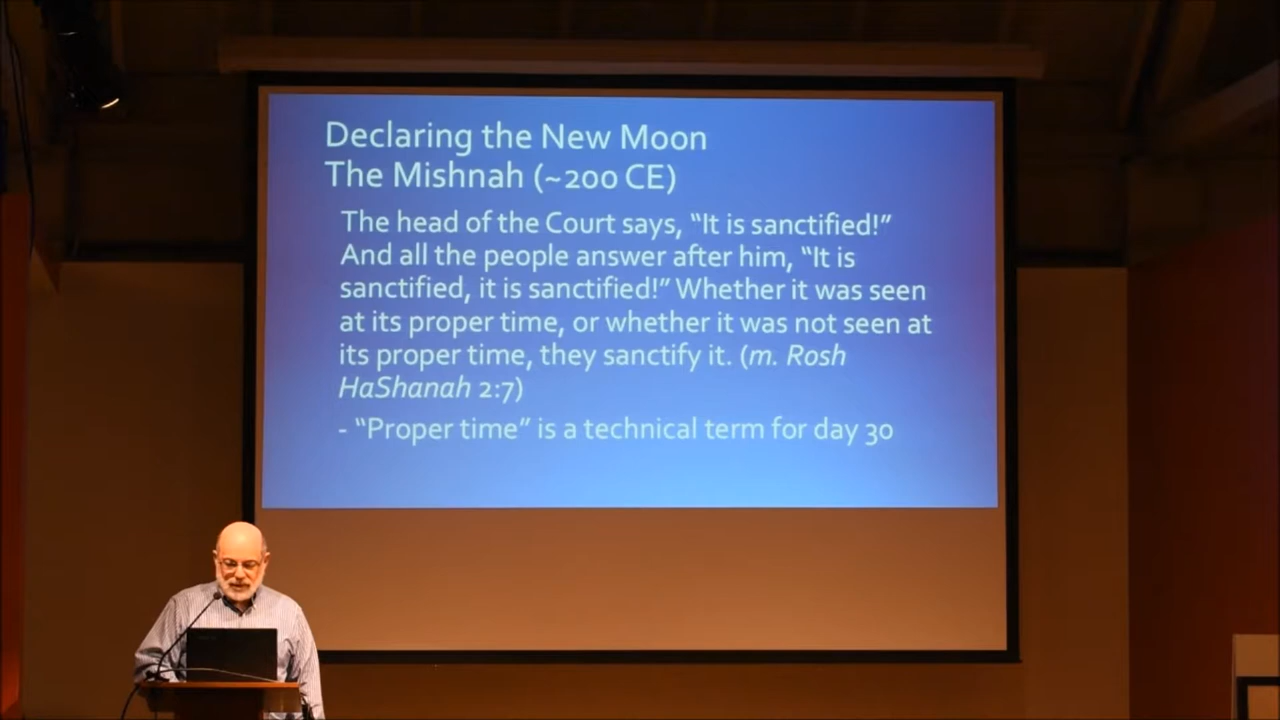 Declaring the New Moon
The Mishnah (~200 CE)
The head of the Court says, “It is sanctified!”
And all the people answer after him, “It is
sanctified, it is sanctified!” Whether it was seen
at its proper time, or whether it was not seen at
its proper time, they sanctify it. (m. Rosh
HaShanah 2:7)
- “Proper time” is a technical term for day 30